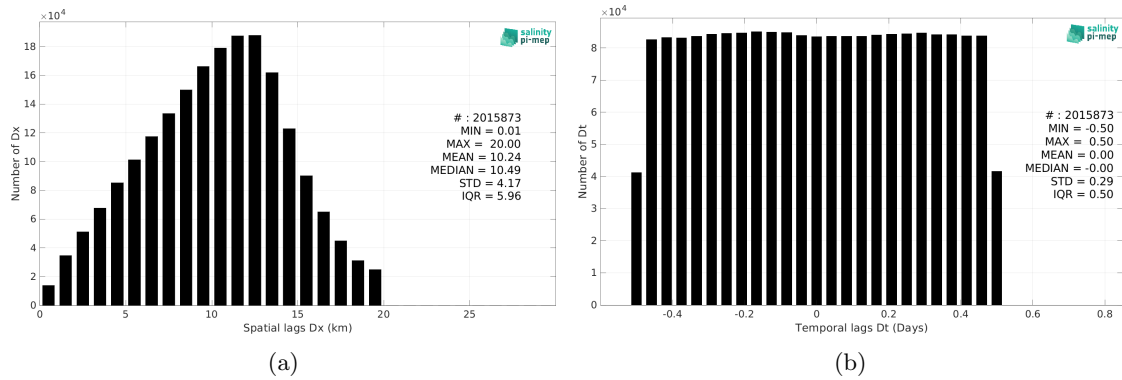 ×10⁴
18
16
14
12
10
8
6
4
2
0
Number of Dx
salinity
pi-mep
# : 2015873
MIN = 0.01
MAX = 20.00
MEAN = 10.24
MEDIAN = 10.49
STD = 4.17
IQR = 5.96
0 5 10 15 20 25
Spatial lags Dx (km)
(a)
×10⁴
8
6
4
2
0
Number of Dt
salinity
pi-mep
# : 2015873
MIN = -0.50
MAX = 0.50
MEAN = 0.00
MEDIAN = -0.00
STD = 0.29
IQR = 0.50
-0.4 -0.2 0 0.2 0.4 0.6 0.8
Temporal lags Dt (Days)
(b)